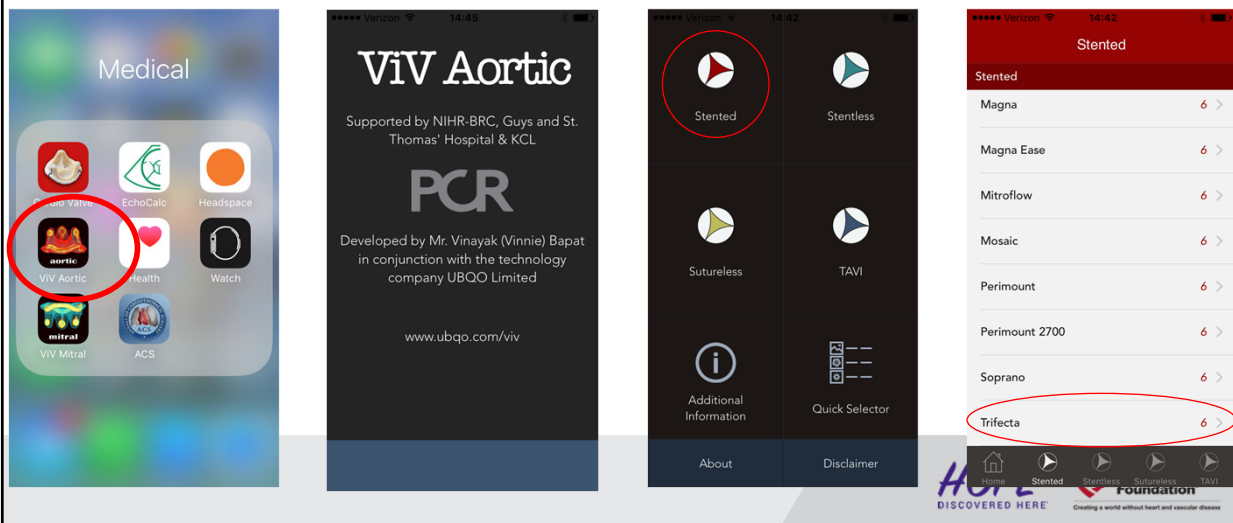 Medical
Cardio Valve
EchoCalc
Headspace
aortic
ViV Aortic
Health
Watch
mitral
ViV Mitral
A.C.S.
ACS
Verizon 14:45
ViV Aortic
Supported by NIHR-BRC, Guys and St.
Thomas' Hospital & KCL
PCR
Developed by Mr. Vinayak (Vinnie) Bapat
in conjunction with the technology
company UBQO Limited
www.ubqo.com/viv
Verizon 14:42
Stented
Stentless
Sutureless
TAVI
Additional
Information
Quick Selector
About
Disclaimer
Verizon 14:42
Stented
Stented
Magna 6
Magna Ease 6
Mitroflow 6
Mosaic 6
Perimount 6
Perimount 2700 6
Soprano 6
Trifecta 6
Home
Stented
Stentless
Sutureless
TAVI
HOPE
DISCOVERED HERE
Foundation
Creating a world without heart and vascular disease